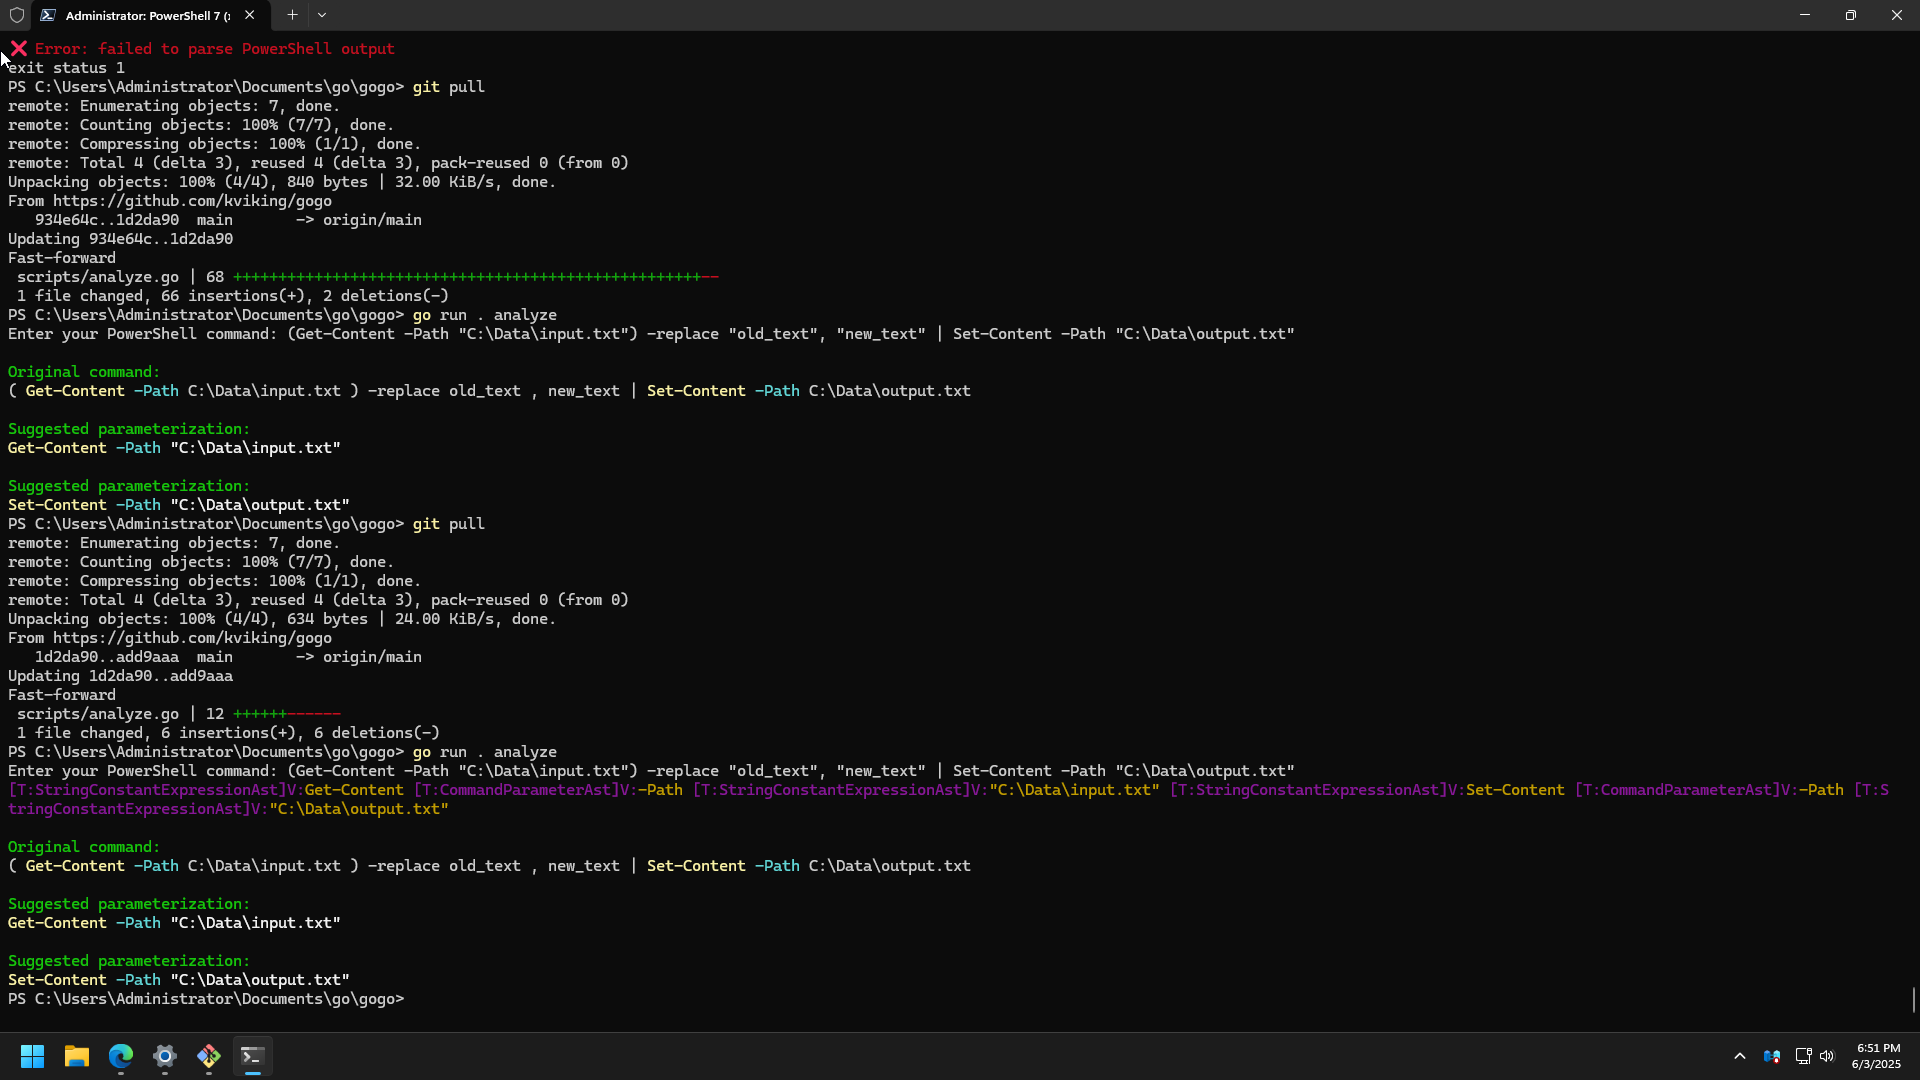 Administrator: PowerShell 7 (
❌ Error: failed to parse PowerShell output
exit status 1
PS C:\Users\Administrator\Documents\go\gogo> git pull
remote: Enumerating objects: 7, done.
remote: Counting objects: 100% (7/7), done.
remote: Compressing objects: 100% (1/1), done.
remote: Total 4 (delta 3), reused 4 (delta 3), pack-reused 0 (from 0)
Unpacking objects: 100% (4/4), 840 bytes | 32.00 KiB/s, done.
From https://github.com/kviking/gogo
   934e64c..1d2da90  main       -> origin/main
Updating 934e64c..1d2da90
Fast-forward
 scripts/analyze.go | 68 ++++++++++++++++++++++++++++++++++++++++++++++++++++--
 1 file changed, 66 insertions(+), 2 deletions(-)
PS C:\Users\Administrator\Documents\go\gogo> go run . analyze
Enter your PowerShell command: (Get-Content -Path "C:\Data\input.txt") -replace "old_text", "new_text" | Set-Content -Path "C:\Data\output.txt"
Original command:
( Get-Content -Path C:\Data\input.txt ) -replace old_text , new_text | Set-Content -Path C:\Data\output.txt
Suggested parameterization:
Get-Content -Path "C:\Data\input.txt"
Suggested parameterization:
Set-Content -Path "C:\Data\output.txt"
PS C:\Users\Administrator\Documents\go\gogo> git pull
remote: Enumerating objects: 7, done.
remote: Counting objects: 100% (7/7), done.
remote: Compressing objects: 100% (1/1), done.
remote: Total 4 (delta 3), reused 4 (delta 3), pack-reused 0 (from 0)
Unpacking objects: 100% (4/4), 634 bytes | 24.00 KiB/s, done.
From https://github.com/kviking/gogo
   1d2da90..add9aaa  main       -> origin/main
Updating 1d2da90..add9aaa
Fast-forward
 scripts/analyze.go | 12 ++++++------
 1 file changed, 6 insertions(+), 6 deletions(-)
PS C:\Users\Administrator\Documents\go\gogo> go run . analyze
Enter your PowerShell command: (Get-Content -Path "C:\Data\input.txt") -replace "old_text", "new_text" | Set-Content -Path "C:\Data\output.txt"
[T:StringConstantExpressionAst]V:Get-Content [T:CommandParameterAst]V:-Path [T:StringConstantExpressionAst]V:"C:\Data\input.txt" [T:StringConstantExpressionAst]V:Set-Content [T:CommandParameterAst]V:-Path [T:S
tringConstantExpressionAst]V:"C:\Data\output.txt"
Original command:
( Get-Content -Path C:\Data\input.txt ) -replace old_text , new_text | Set-Content -Path C:\Data\output.txt
Suggested parameterization:
Get-Content -Path "C:\Data\input.txt"
Suggested parameterization:
Set-Content -Path "C:\Data\output.txt"
PS C:\Users\Administrator\Documents\go\gogo>
6:51 PM
6/3/2025